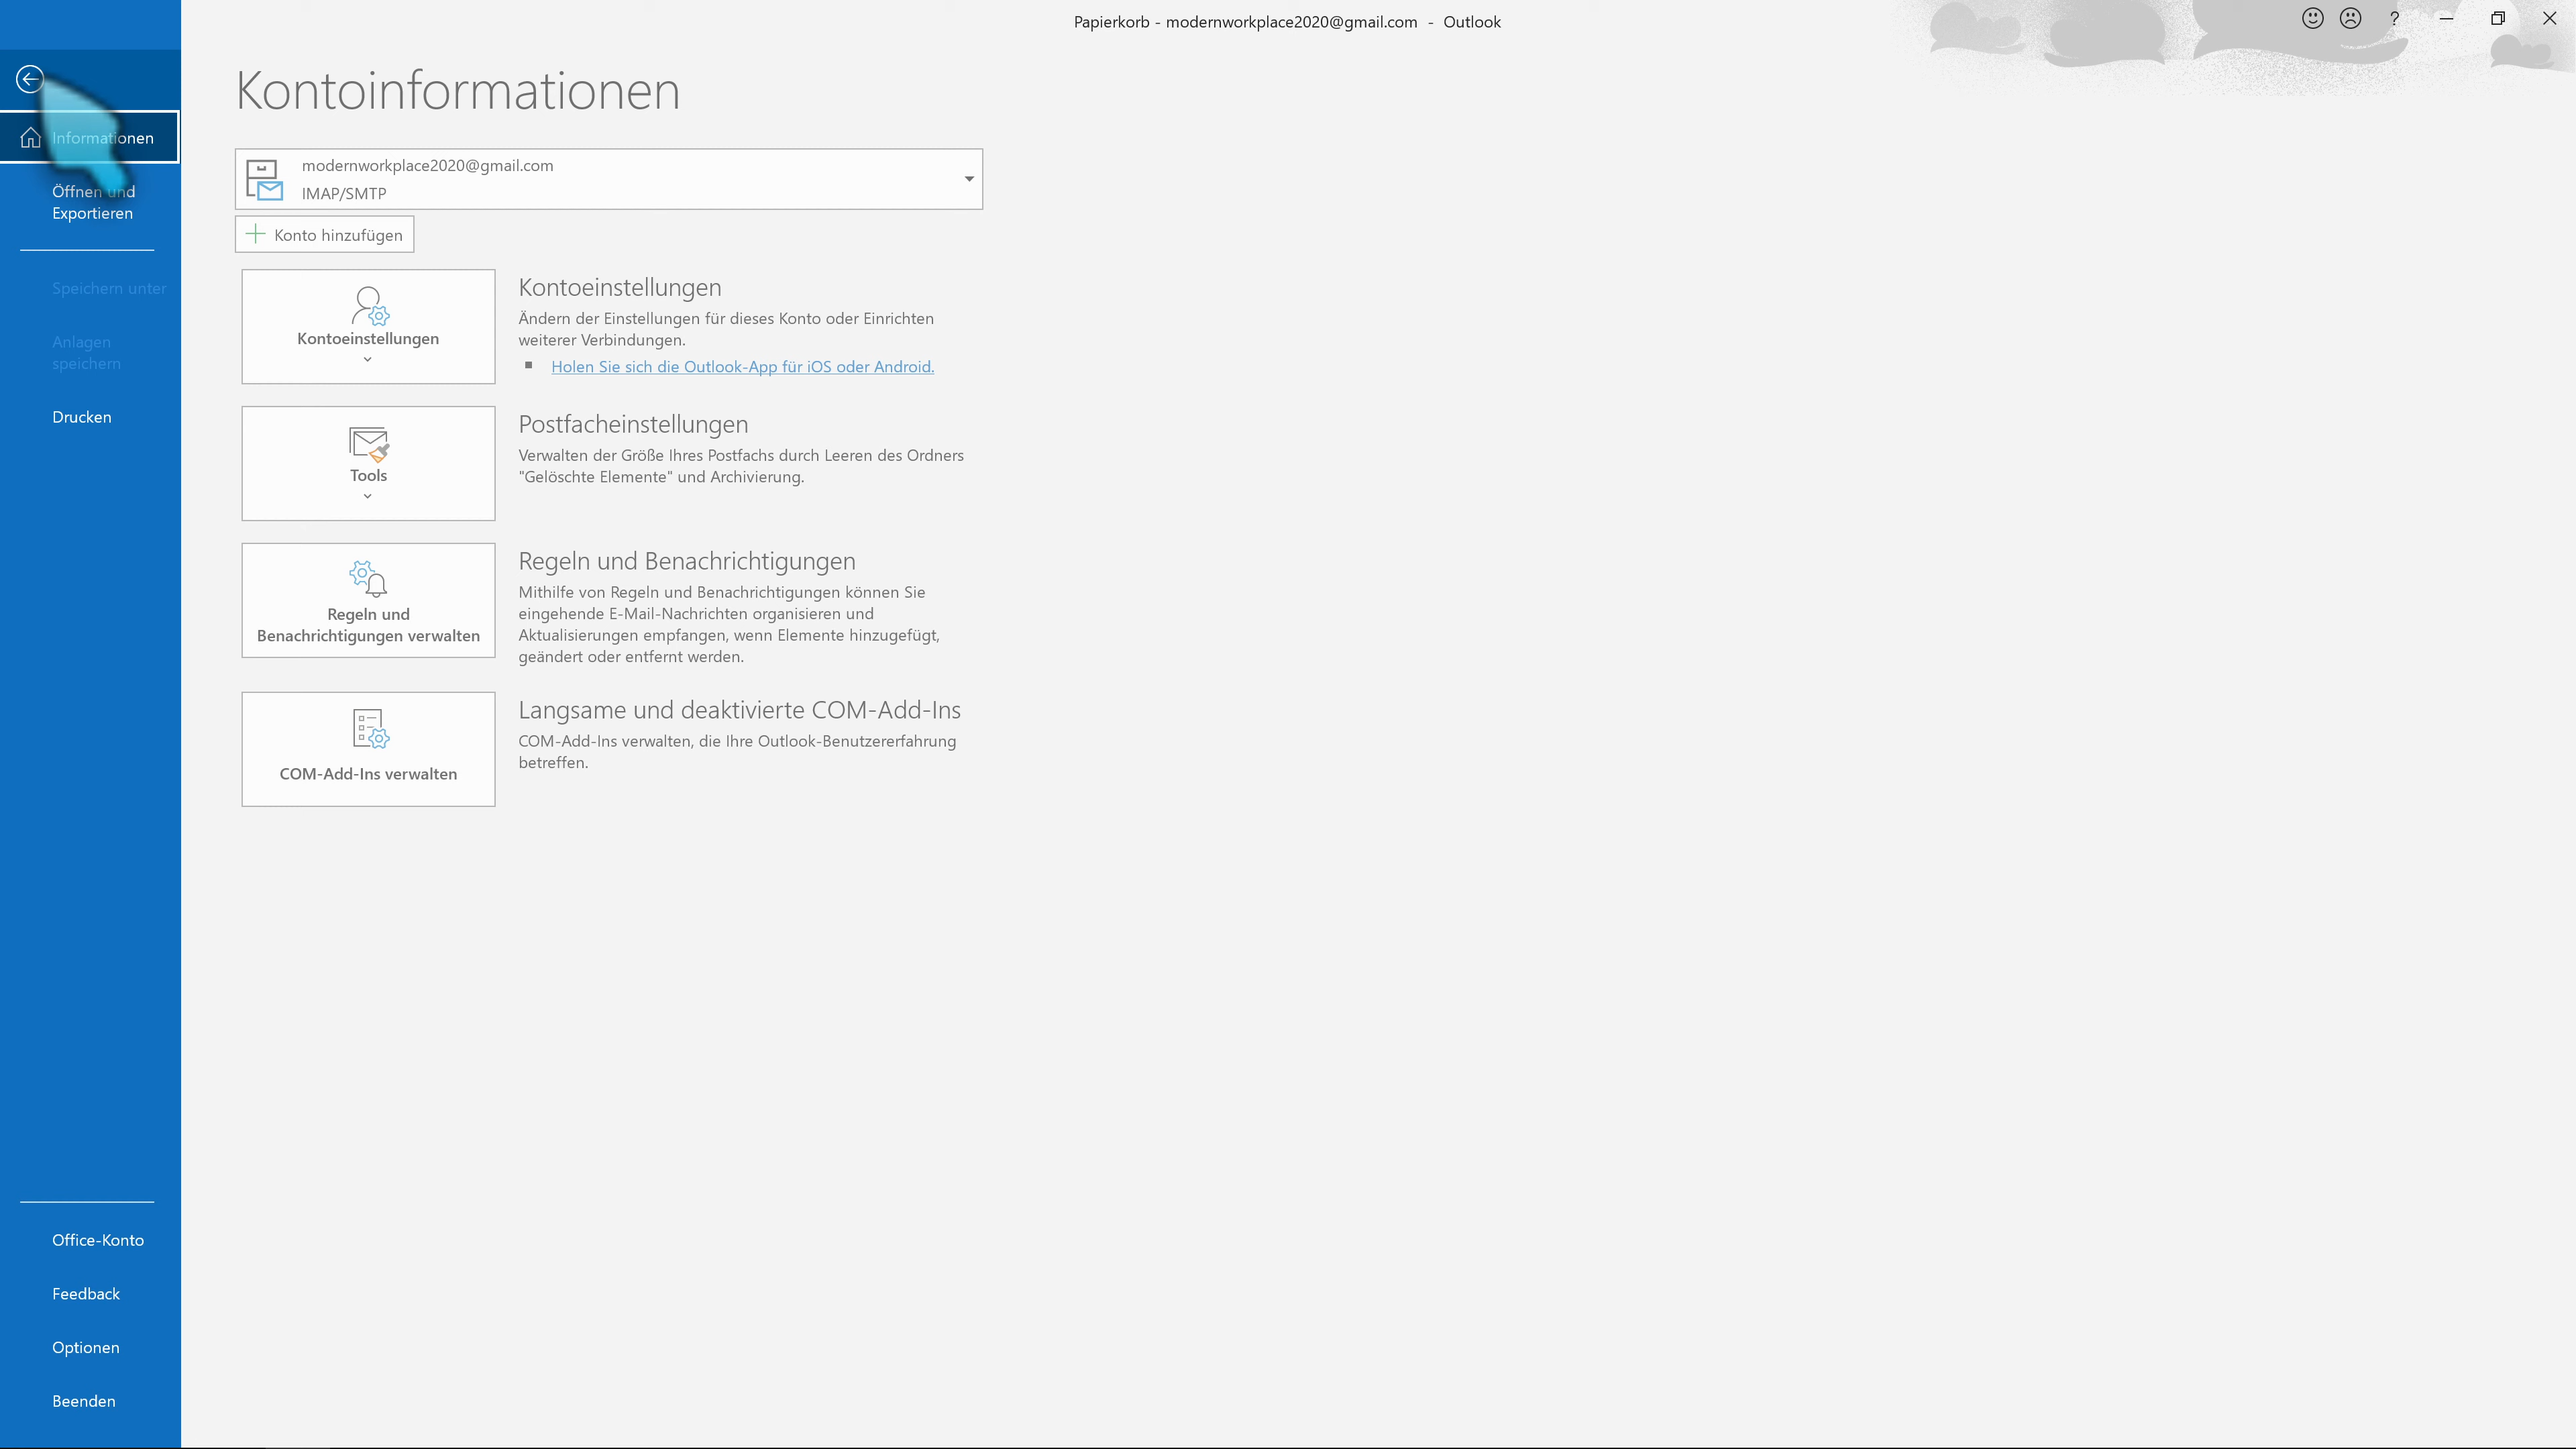 Papierkorb - modernworkplace2020@gmail.com - Outlook
?
Informationen
Öffnen und
Exportieren
Speichern unter
Anlagen
speichern
Drucken
Office-Konto
Feedback
Optionen
Beenden
Kontoinformationen
modernworkplace2020@gmail.com
IMAP/SMTP
Konto hinzufügen
Kontoeinstellungen
Kontoeinstellungen
Ändern der Einstellungen für dieses Konto oder Einrichten
weiterer Verbindungen.
Holen Sie sich die Outlook-App für iOS oder Android.
Tools
Postfacheinstellungen
Verwalten der Größe Ihres Postfachs durch Leeren des Ordners
"Gelöschte Elemente" und Archivierung.
Regeln und
Benachrichtigungen verwalten
Regeln und Benachrichtigungen
Mithilfe von Regeln und Benachrichtigungen können Sie
eingehende E-Mail-Nachrichten organisieren und
Aktualisierungen empfangen, wenn Elemente hinzugefügt,
geändert oder entfernt werden.
COM-Add-Ins verwalten
Langsame und deaktivierte COM-Add-Ins
COM-Add-Ins verwalten, die Ihre Outlook-Benutzererfahrung
betreffen.